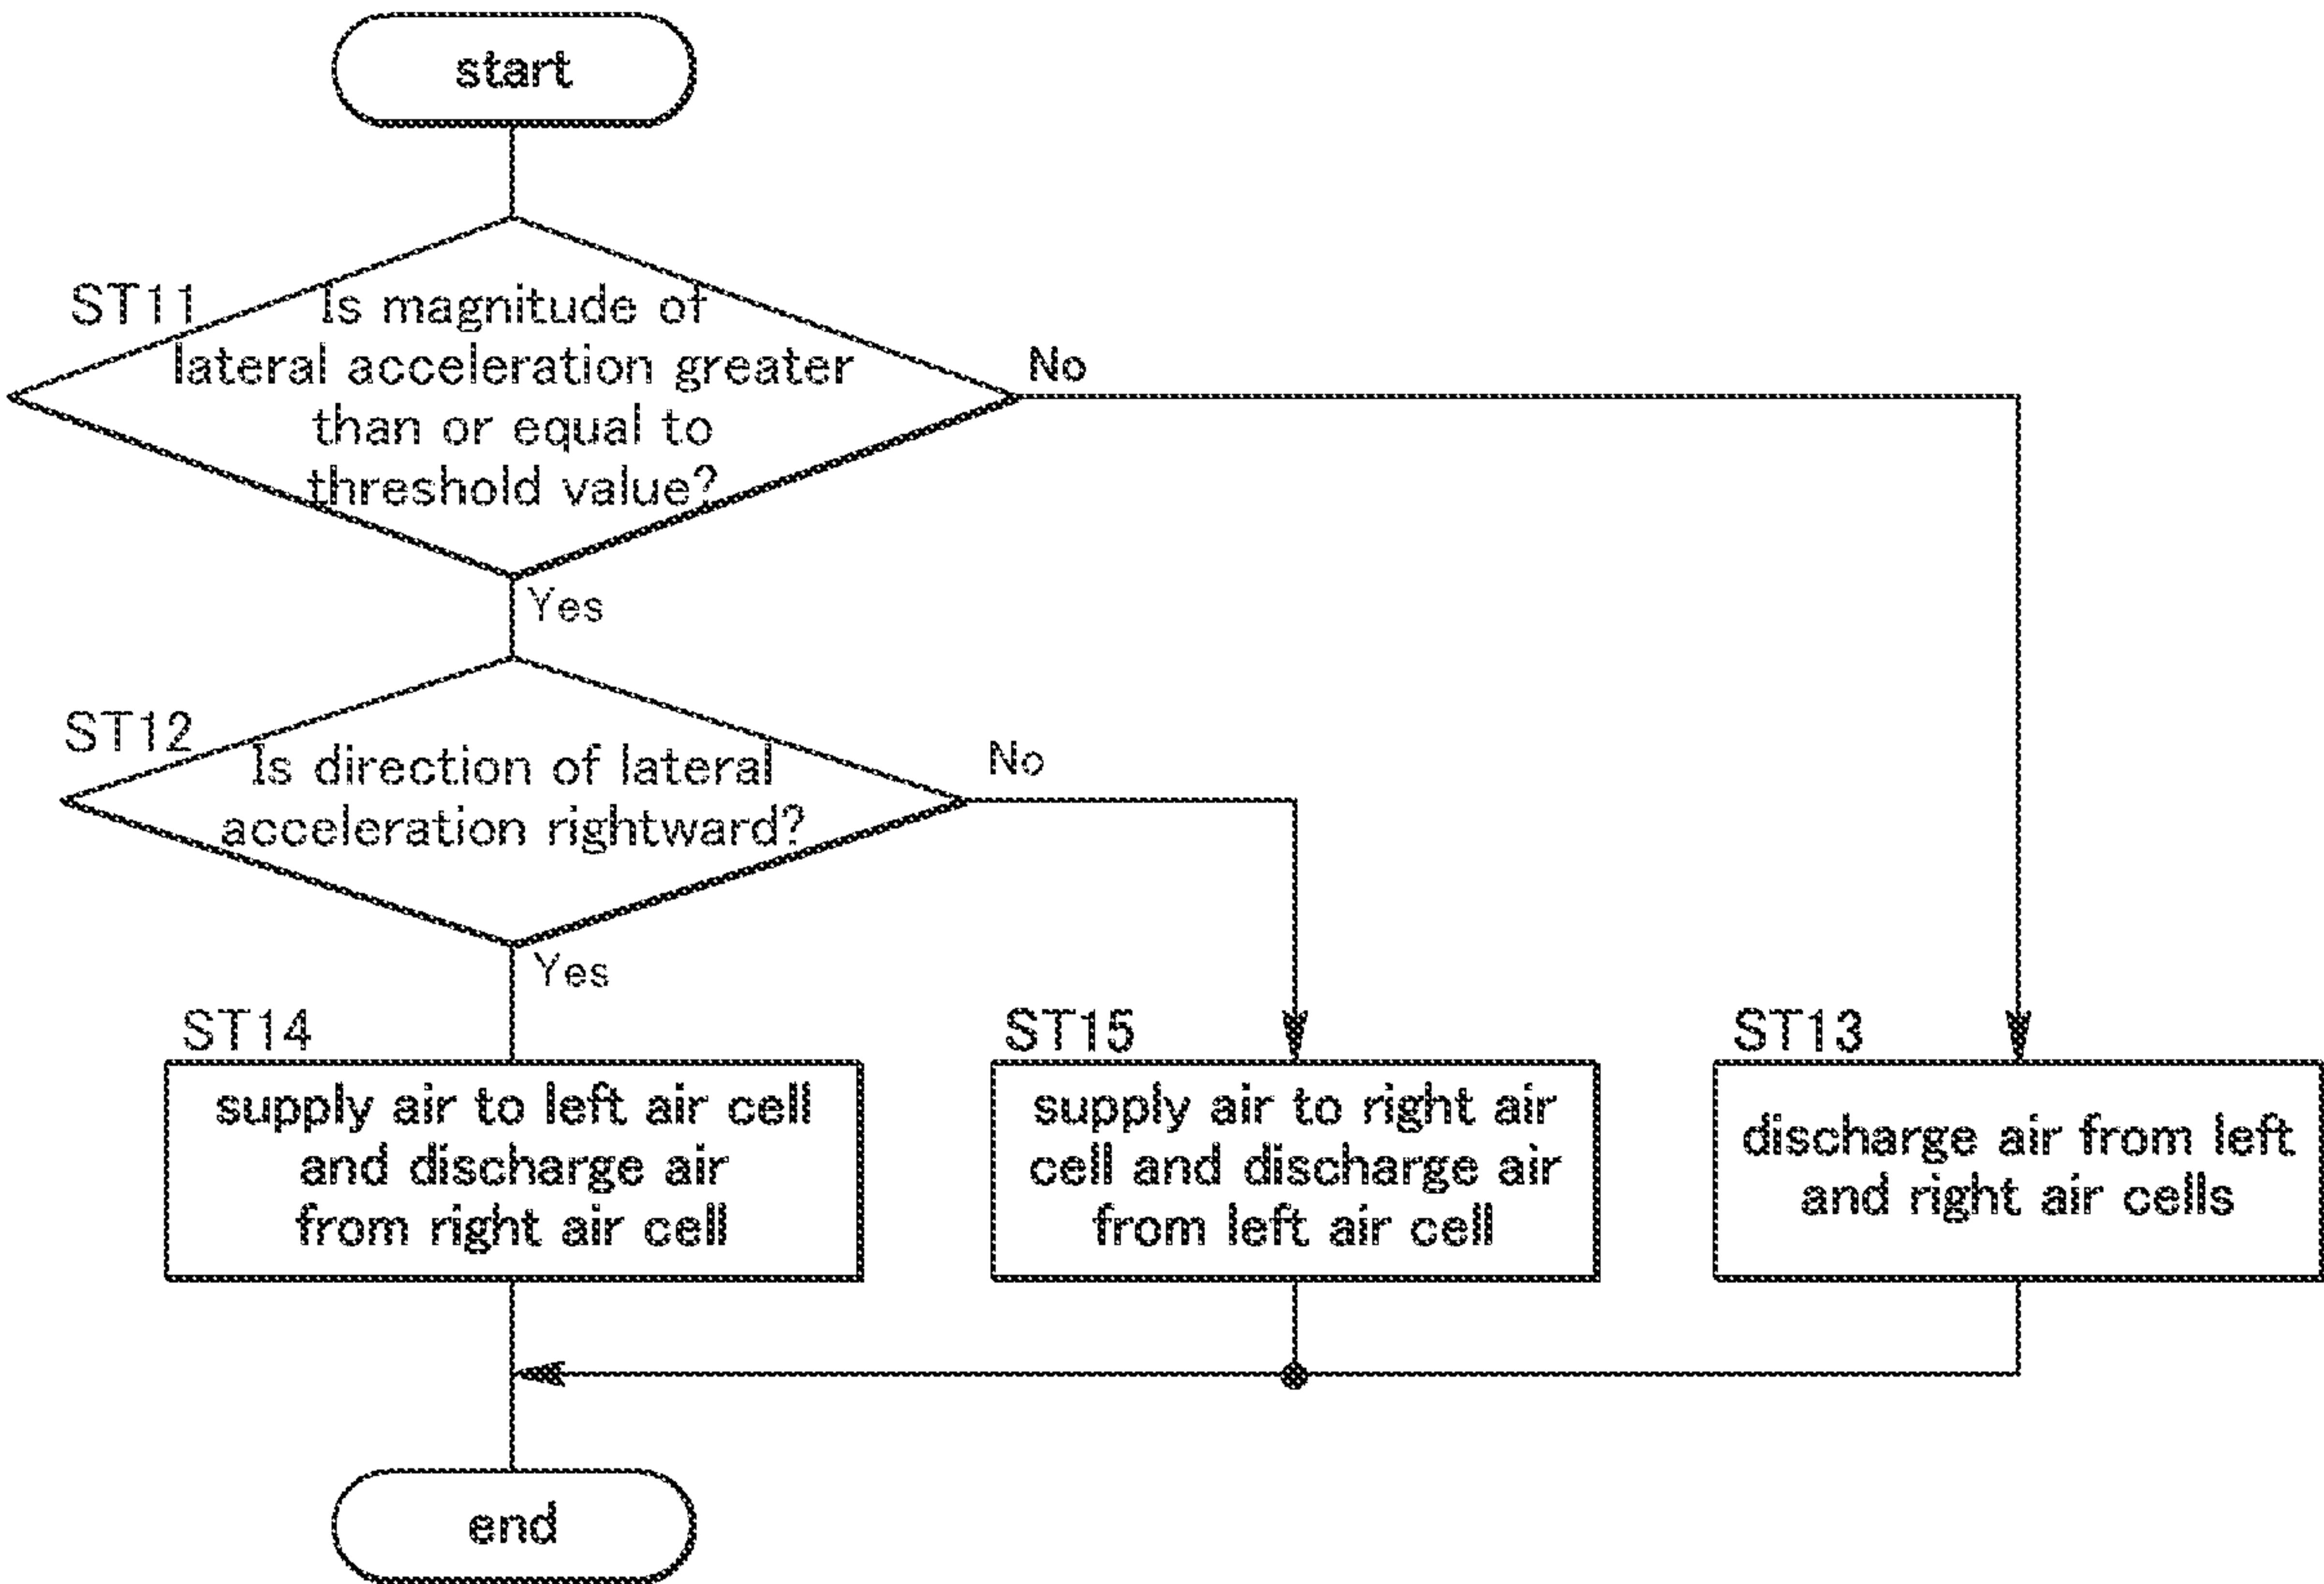 start
ST11
Is magnitude of
lateral acceleration greater
than or equal to
threshold value?
No
Yes
ST12
Is direction of lateral
acceleration rightward?
No
Yes
ST14
supply air to left air cell
and discharge air
from right air cell
ST15
supply air to right air
cell and discharge air
from left air cell
ST13
discharge air from left
and right air cells
end